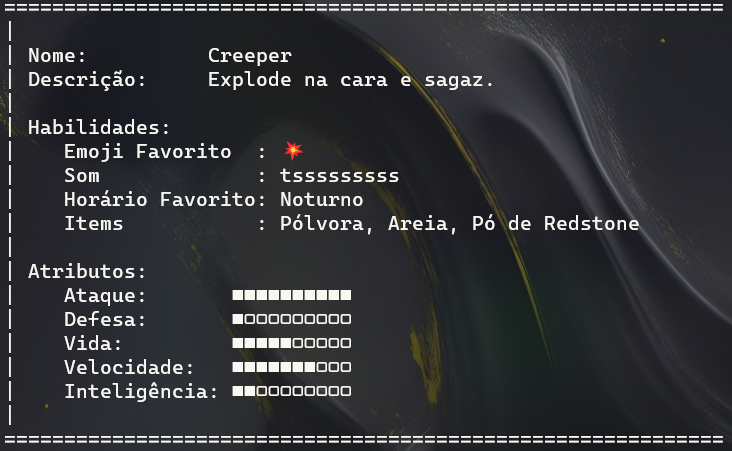 ============================================================
|
| Nome:          Creeper
| Descrição:     Explode na cara e sagaz.
|
| Habilidades:
|    Emoji Favorito  : 💥
|    Som             : tssssssssss
|    Horário Favorito: Noturno
|    Items           : Pólvora, Areia, Pó de Redstone
|
| Atributos:
|    Ataque:       ■■■■■■■■■■
|    Defesa:       ■□□□□□□□□□
|    Vida:         ■■■■■□□□□□
|    Velocidade:   ■■■■■■■□□□
|    Inteligência: ■■□□□□□□□□
|
============================================================